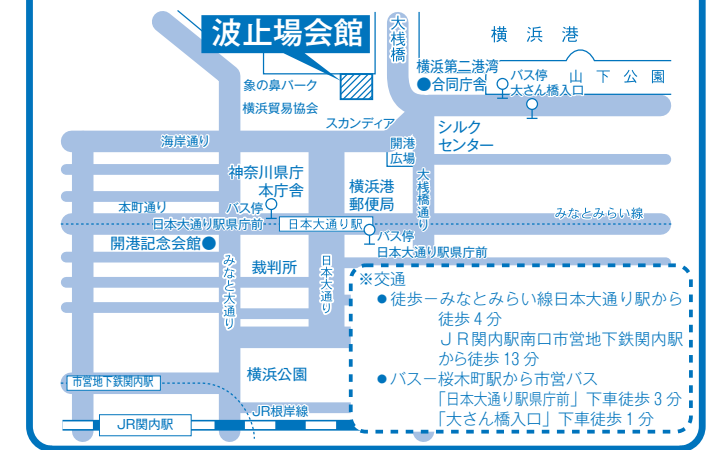 波止場会館
大桟橋
横浜港
横浜第二港湾
●合同庁舎
バス停
大さん橋入口
山下公園
象の鼻パーク
横浜貿易協会
スカンディア
シルク
センター
海岸通り
開港
広場
神奈川県庁
本庁舎
横浜港
郵便局
大桟橋通り
本町通り
バス停
日本大通り駅県庁前
日本大通り駅
みなとみらい線
バス停
日本大通り駅県庁前
開港記念会館●
みなと大通り
裁判所
日本大通り
※交通
●徒歩－みなとみらい線日本大通り駅から
徒歩4分
JR関内駅南口市営地下鉄関内駅
から徒歩13分
●バス－桜木町駅から市営バス
「日本大通り駅県庁前」下車徒歩3分
「大さん橋入口」下車徒歩1分
市営地下鉄関内駅
横浜公園
JR根岸線
JR関内駅